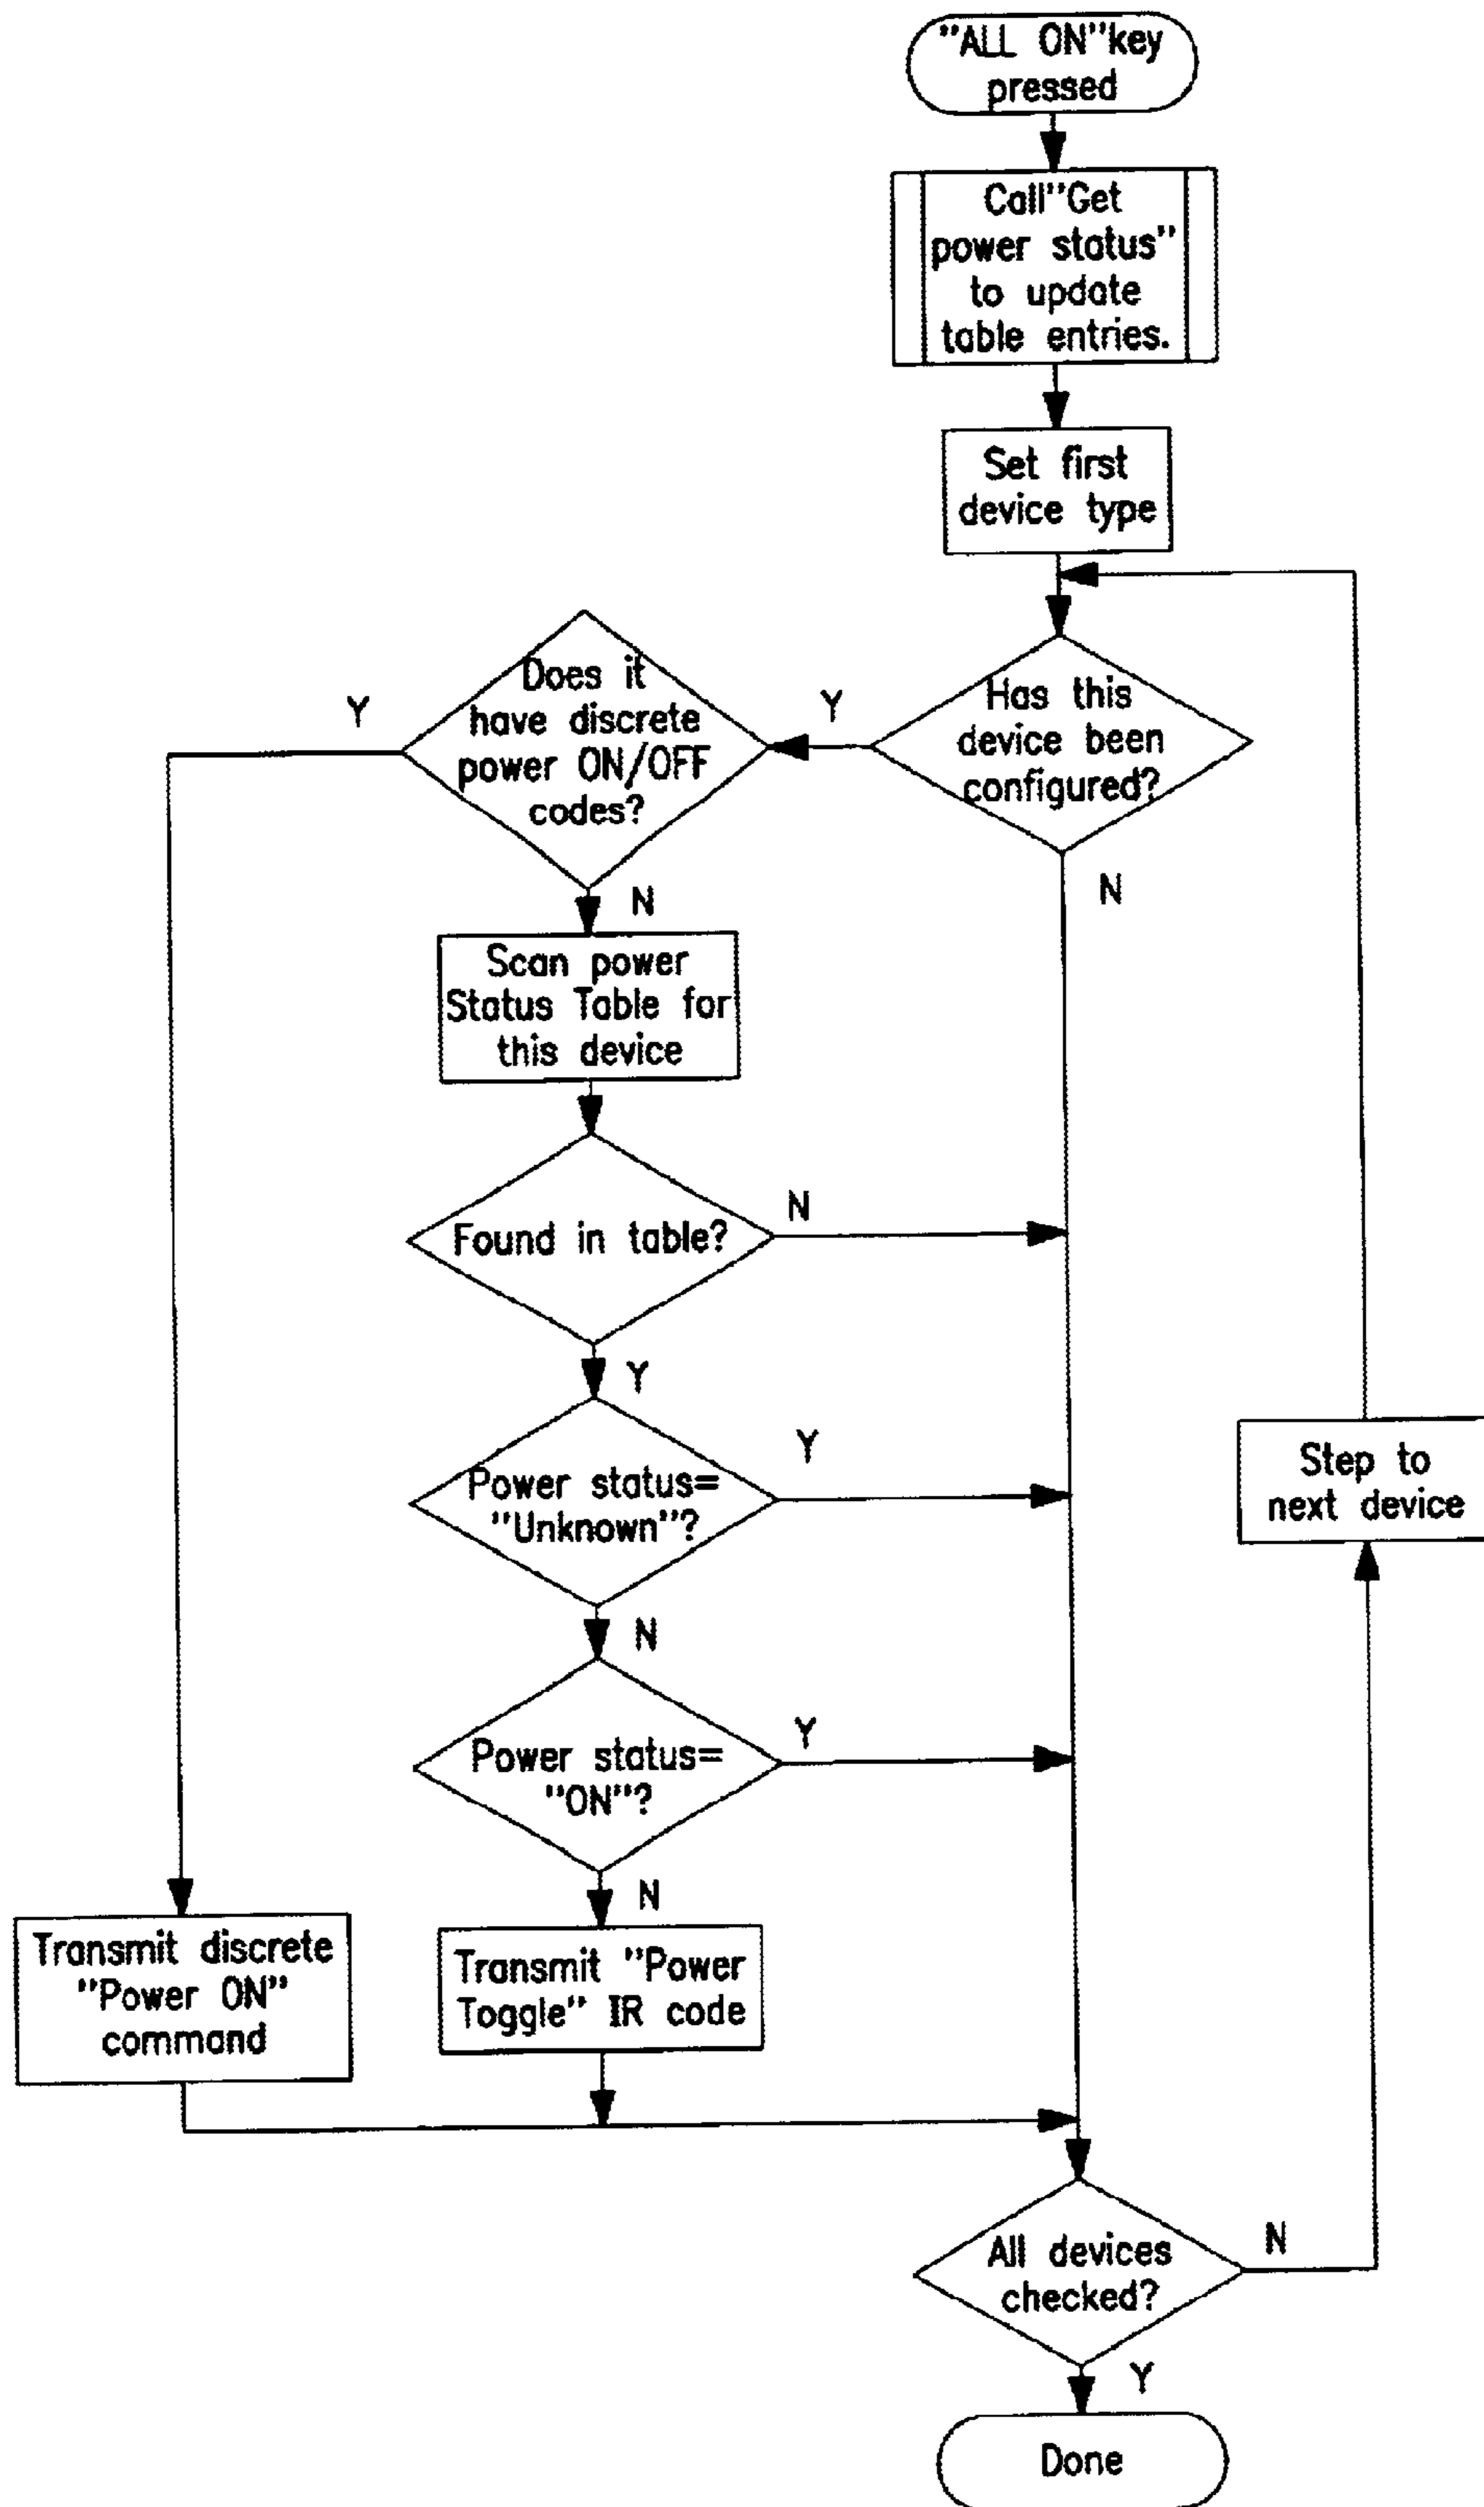 "ALL ON"key
pressed
Call"Get
power status"
to update
table entries.
Set first
device type
Has this
device been
configured?
Y
N
Does it
have discrete
power ON/OFF
codes?
Y
N
Scan power
Status Table for
this device
Found in table?
N
Y
Power status=
"Unknown"?
Y
N
Power status=
"ON"?
Y
N
Transmit discrete
"Power ON"
command
Transmit "Power
Toggle" IR code
Step to
next device
All devices
checked?
N
Y
Done